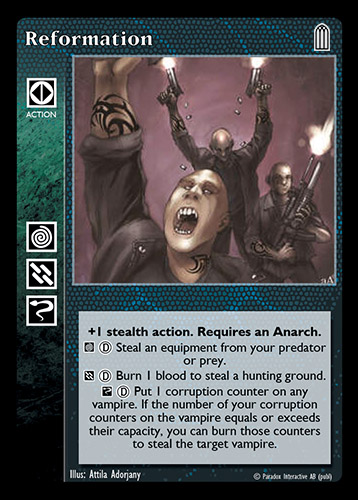 Reformation
ACTION
+1 stealth action. Requires an Anarch.
Ⓓ Steal an equipment from your predator
or prey.
Ⓓ Burn 1 blood to steal a hunting ground.
Ⓓ Put 1 corruption counter on any
vampire. If the number of your corruption
counters on the vampire equals or exceeds
their capacity, you can burn those counters
to steal the target vampire.
Illus: Attila Adorjany
© Paradox Interactive AB (publ)